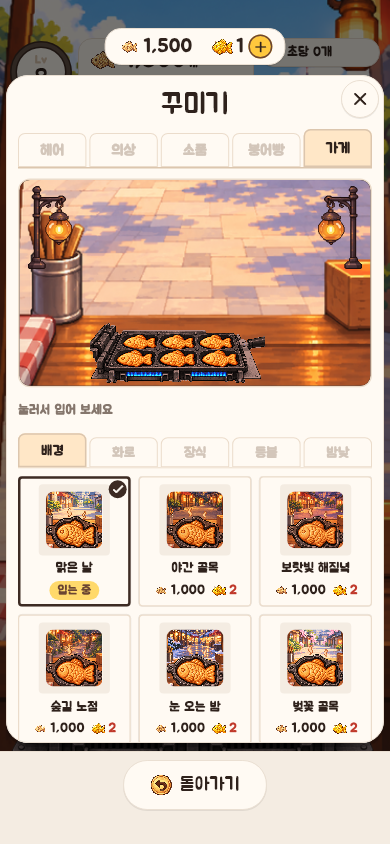 1,500 1
초당 0개
Lv
꾸미기
헤어 의상 소품 붕어빵 가게
눌러서 입어 보세요
배경 화로 장식 등불 밤낮
맑은 날 야간 골목 보랏빛 해질녘
입는 중 1,000 2 1,000 2
숲길 노점 눈 오는 밤 벚꽃 골목
1,000 2 1,000 2 1,000 2
돌아가기